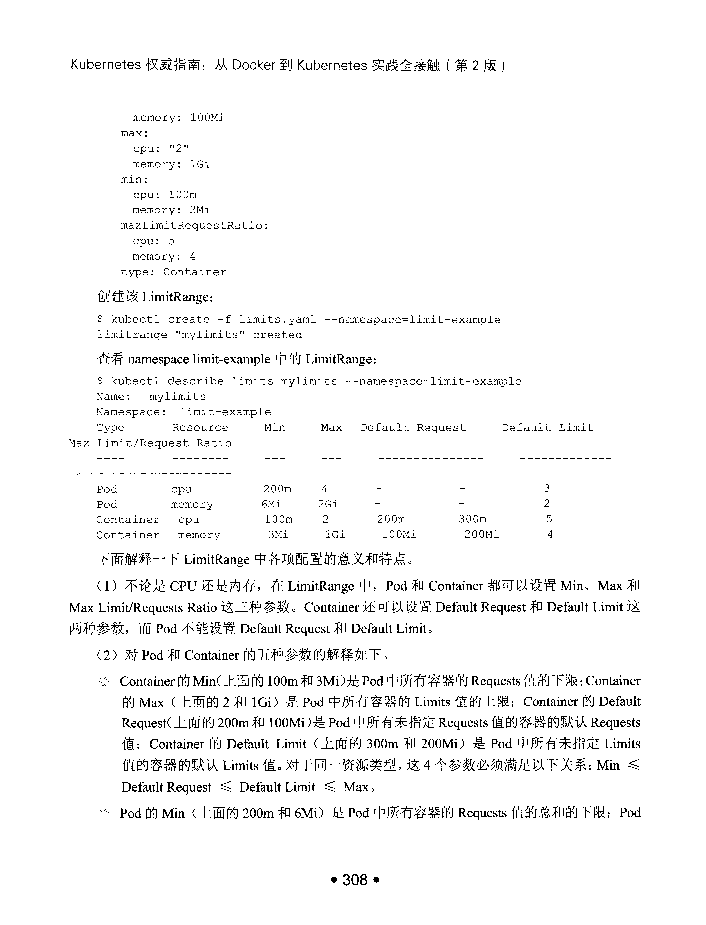 Kubernetes 权威指南：从 Docker 到 Kubernetes 实践全接触（第 2 版）
memory: 100Mi
max:
cpu: "2"
memory: 1Gi
min:
cpu: 100m
memory: 3Mi
maxLimitRequestRatio:
cpu: 5
memory: 4
type: Container
创建该 LimitRange：
$ kubectl create -f limits.yaml --namespace=limit-example
limitrange "mylimits" created
查看 namespace limit-example 中的 LimitRange：
$ kubectl describe limits mylimits --namespace=limit-example
Name:   mylimits
Namespace:  limit-example
Type      Resource     Min     Max   Default Request     Default Limit
Max Limit/Request Ratio
----      --------     ---     ---   ---------------     -------------
-----------------------
Pod       cpu          200m    4     -       -       3
Pod       memory       6Mi     2Gi   -       -       2
Container  cpu         100m    2     200m    300m    5
Container  memory      3Mi     1Gi   100Mi   200Mi   4
下面解释一下 LimitRange 中各项配置的意义和特点。
（1）不论是 CPU 还是内存，在 LimitRange 中，Pod 和 Container 都可以设置 Min、Max 和
Max Limit/Requests Ratio 这三种参数。Container 还可以设置 Default Request 和 Default Limit 这
两种参数，而 Pod 不能设置 Default Request 和 Default Limit。
（2）对 Pod 和 Container 的五种参数的解释如下。
◇ Container 的 Min（上面的 100m 和 3Mi）是 Pod 中所有容器的 Requests 值的下限；Container
的 Max（上面的 2 和 1Gi）是 Pod 中所有容器的 Limits 值的上限；Container 的 Default
Request（上面的 200m 和 100Mi）是 Pod 中所有未指定 Requests 值的容器的默认 Requests
值；Container 的 Default Limit（上面的 300m 和 200Mi）是 Pod 中所有未指定 Limits
值的容器的默认 Limits 值。对于同一资源类型，这 4 个参数必须满足以下关系：Min ≤
Default Request ≤ Default Limit ≤ Max。
◇ Pod 的 Min（上面的 200m 和 6Mi）是 Pod 中所有容器的 Requests 值的总和的下限；Pod
• 308 •